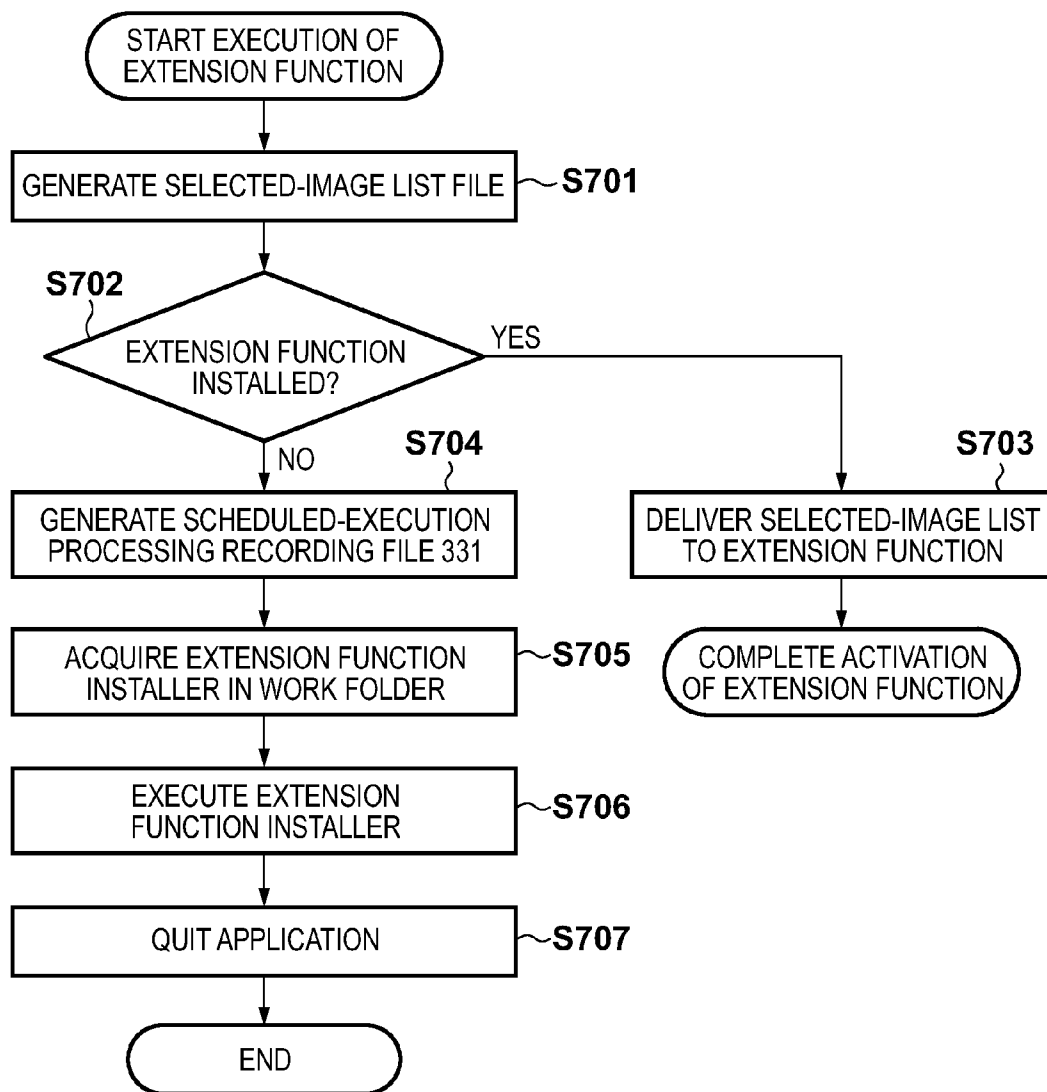 START EXECUTION OF
EXTENSION FUNCTION
GENERATE SELECTED-IMAGE LIST FILE
S701
S702
EXTENSION FUNCTION
INSTALLED?
YES
NO
S704
GENERATE SCHEDULED-EXECUTION
PROCESSING RECORDING FILE 331
S703
DELIVER SELECTED-IMAGE LIST
TO EXTENSION FUNCTION
ACQUIRE EXTENSION FUNCTION
INSTALLER IN WORK FOLDER
S705
COMPLETE ACTIVATION
OF EXTENSION FUNCTION
EXECUTE EXTENSION
FUNCTION INSTALLER
S706
QUIT APPLICATION
S707
END